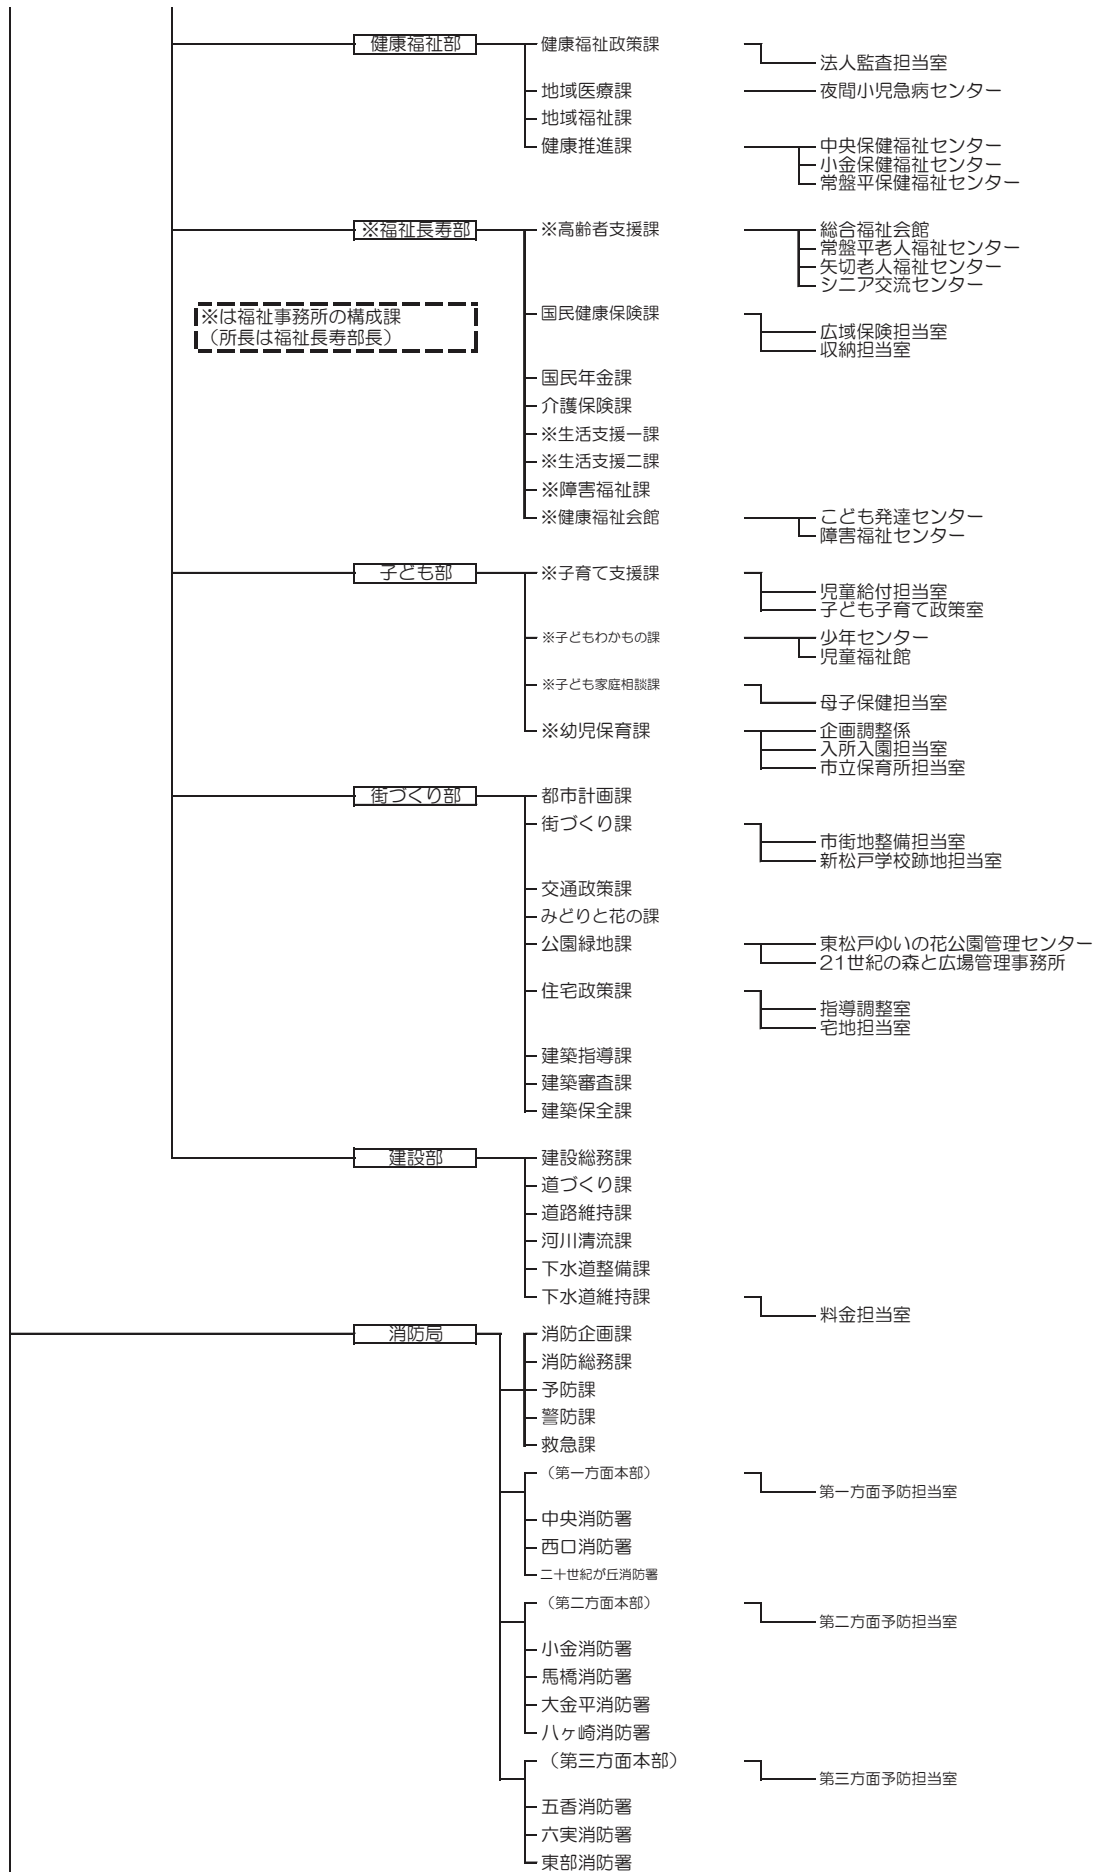 健康福祉部
健康福祉政策課
法人監査担当室
地域医療課
夜間小児急病センター
地域福祉課
健康推進課
中央保健福祉センター
小金保健福祉センター
常盤平保健福祉センター
※福祉長寿部
※高齢者支援課
総合福祉会館
常盤平老人福祉センター
矢切老人福祉センター
シニア交流センター
※は福祉事務所の構成課
（所長は福祉長寿部長）
国民健康保険課
広域保険担当室
収納担当室
国民年金課
介護保険課
※生活支援一課
※生活支援二課
※障害福祉課
※健康福祉会館
こども発達センター
障害福祉センター
子ども部
※子育て支援課
児童給付担当室
子ども子育て政策室
※子どもわかもの課
少年センター
児童福祉館
※子ども家庭相談課
母子保健担当室
※幼児保育課
企画調整係
入所入園担当室
市立保育所担当室
街づくり部
都市計画課
街づくり課
市街地整備担当室
新松戸学校跡地担当室
交通政策課
みどりと花の課
公園緑地課
東松戸ゆいの花公園管理センター
21世紀の森と広場管理事務所
住宅政策課
指導調整室
宅地担当室
建築指導課
建築審査課
建築保全課
建設部
建設総務課
道づくり課
道路維持課
河川清流課
下水道整備課
下水道維持課
料金担当室
消防局
消防企画課
消防総務課
予防課
警防課
救急課
（第一方面本部）
第一方面予防担当室
中央消防署
西口消防署
二十世紀が丘消防署
（第二方面本部）
第二方面予防担当室
小金消防署
馬橋消防署
大金平消防署
八ヶ崎消防署
（第三方面本部）
第三方面予防担当室
五香消防署
六実消防署
東部消防署